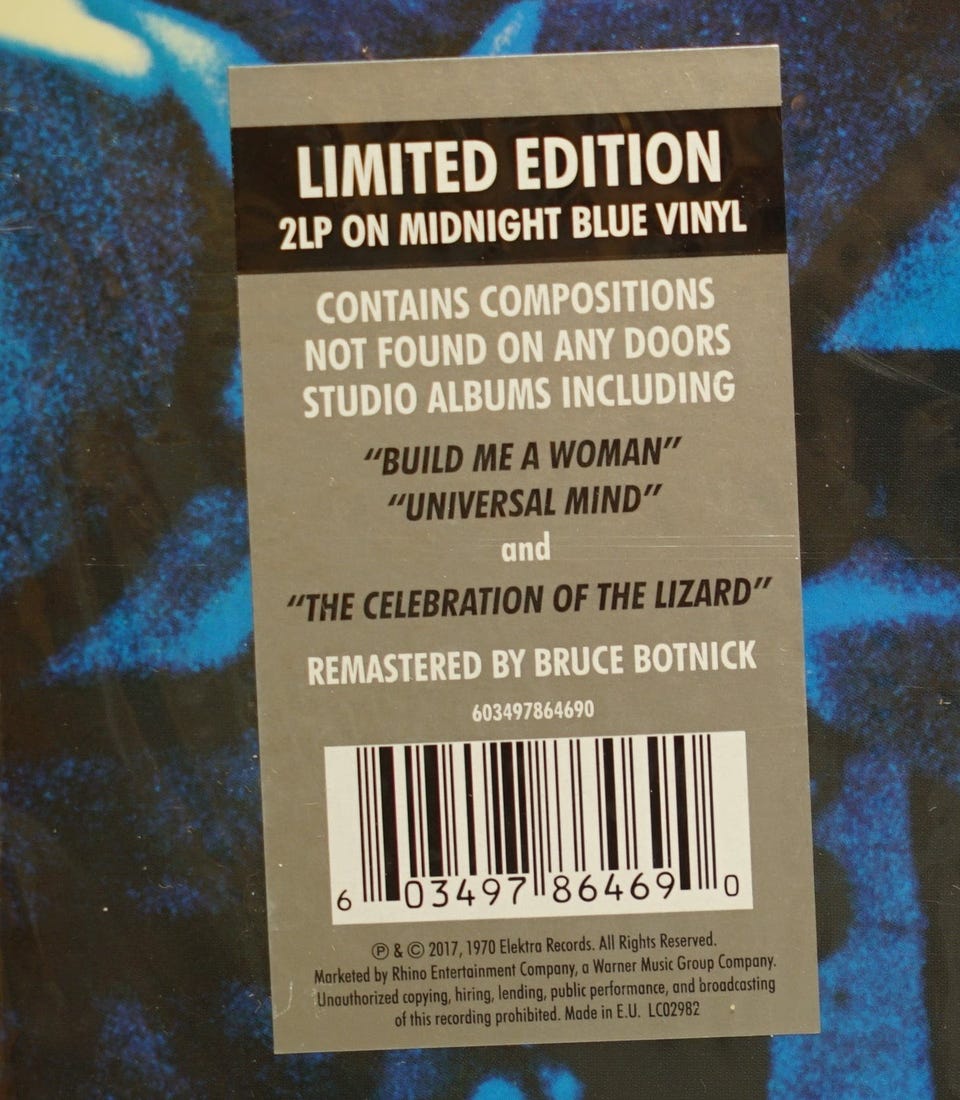 LIMITED EDITION
2LP ON MIDNIGHT BLUE VINYL
CONTAINS COMPOSITIONS
NOT FOUND ON ANY DOORS
STUDIO ALBUMS INCLUDING
"BUILD ME A WOMAN"
"UNIVERSAL MIND"
and
"THE CELEBRATION OF THE LIZARD"
REMASTERED BY BRUCE BOTNICK
603497864690
6 03497 86469 0
℗ & © 2017, 1970 Elektra Records. All Rights Reserved.
Marketed by Rhino Entertainment Company, a Warner Music Group Company.
Unauthorized copying, hiring, lending, public performance, and broadcasting
of this recording prohibited. Made in E.U. LC02982